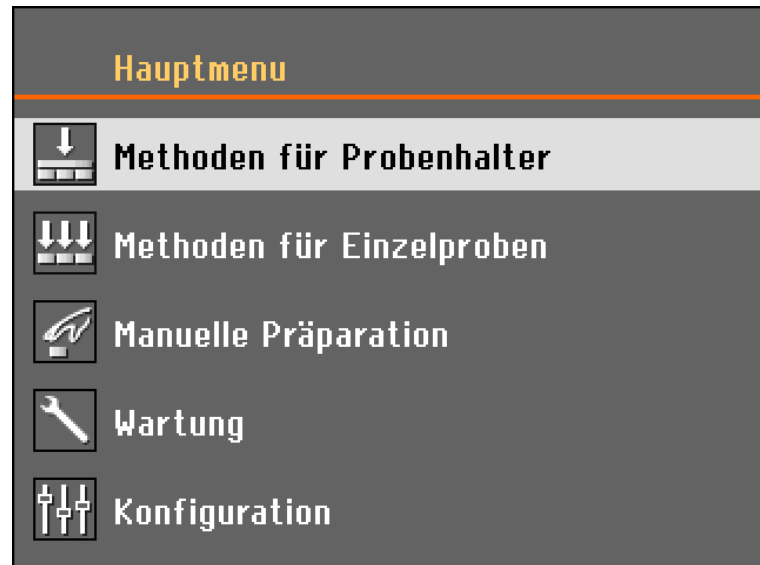 Hauptmenu
Methoden für Probenhalter
Methoden für Einzelproben
Manuelle Präparation
Wartung
Konfiguration